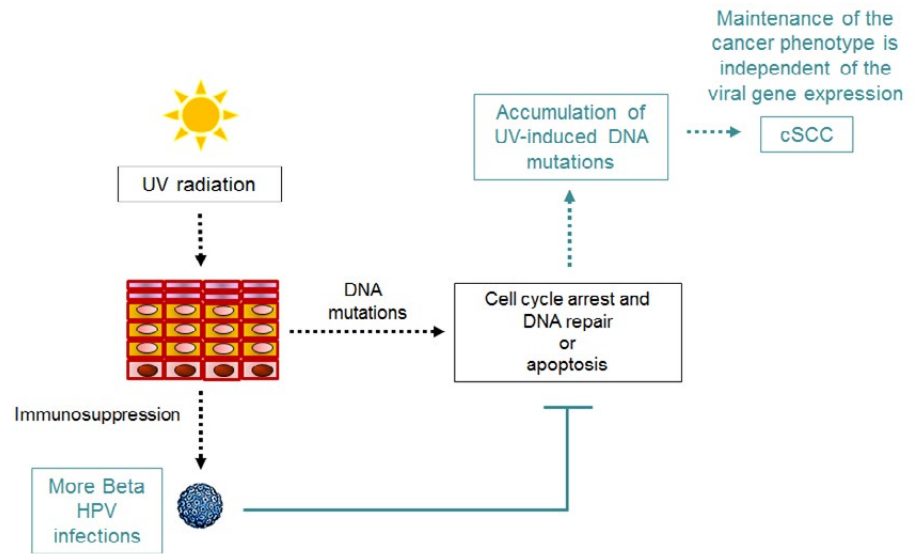 Maintenance of the
cancer phenotype is
independent of the
viral gene expression
Accumulation of
UV-induced DNA
mutations
cSCC
UV radiation
DNA
mutations
Cell cycle arrest and
DNA repair
or
apoptosis
Immunosuppression
More Beta
HPV
infections